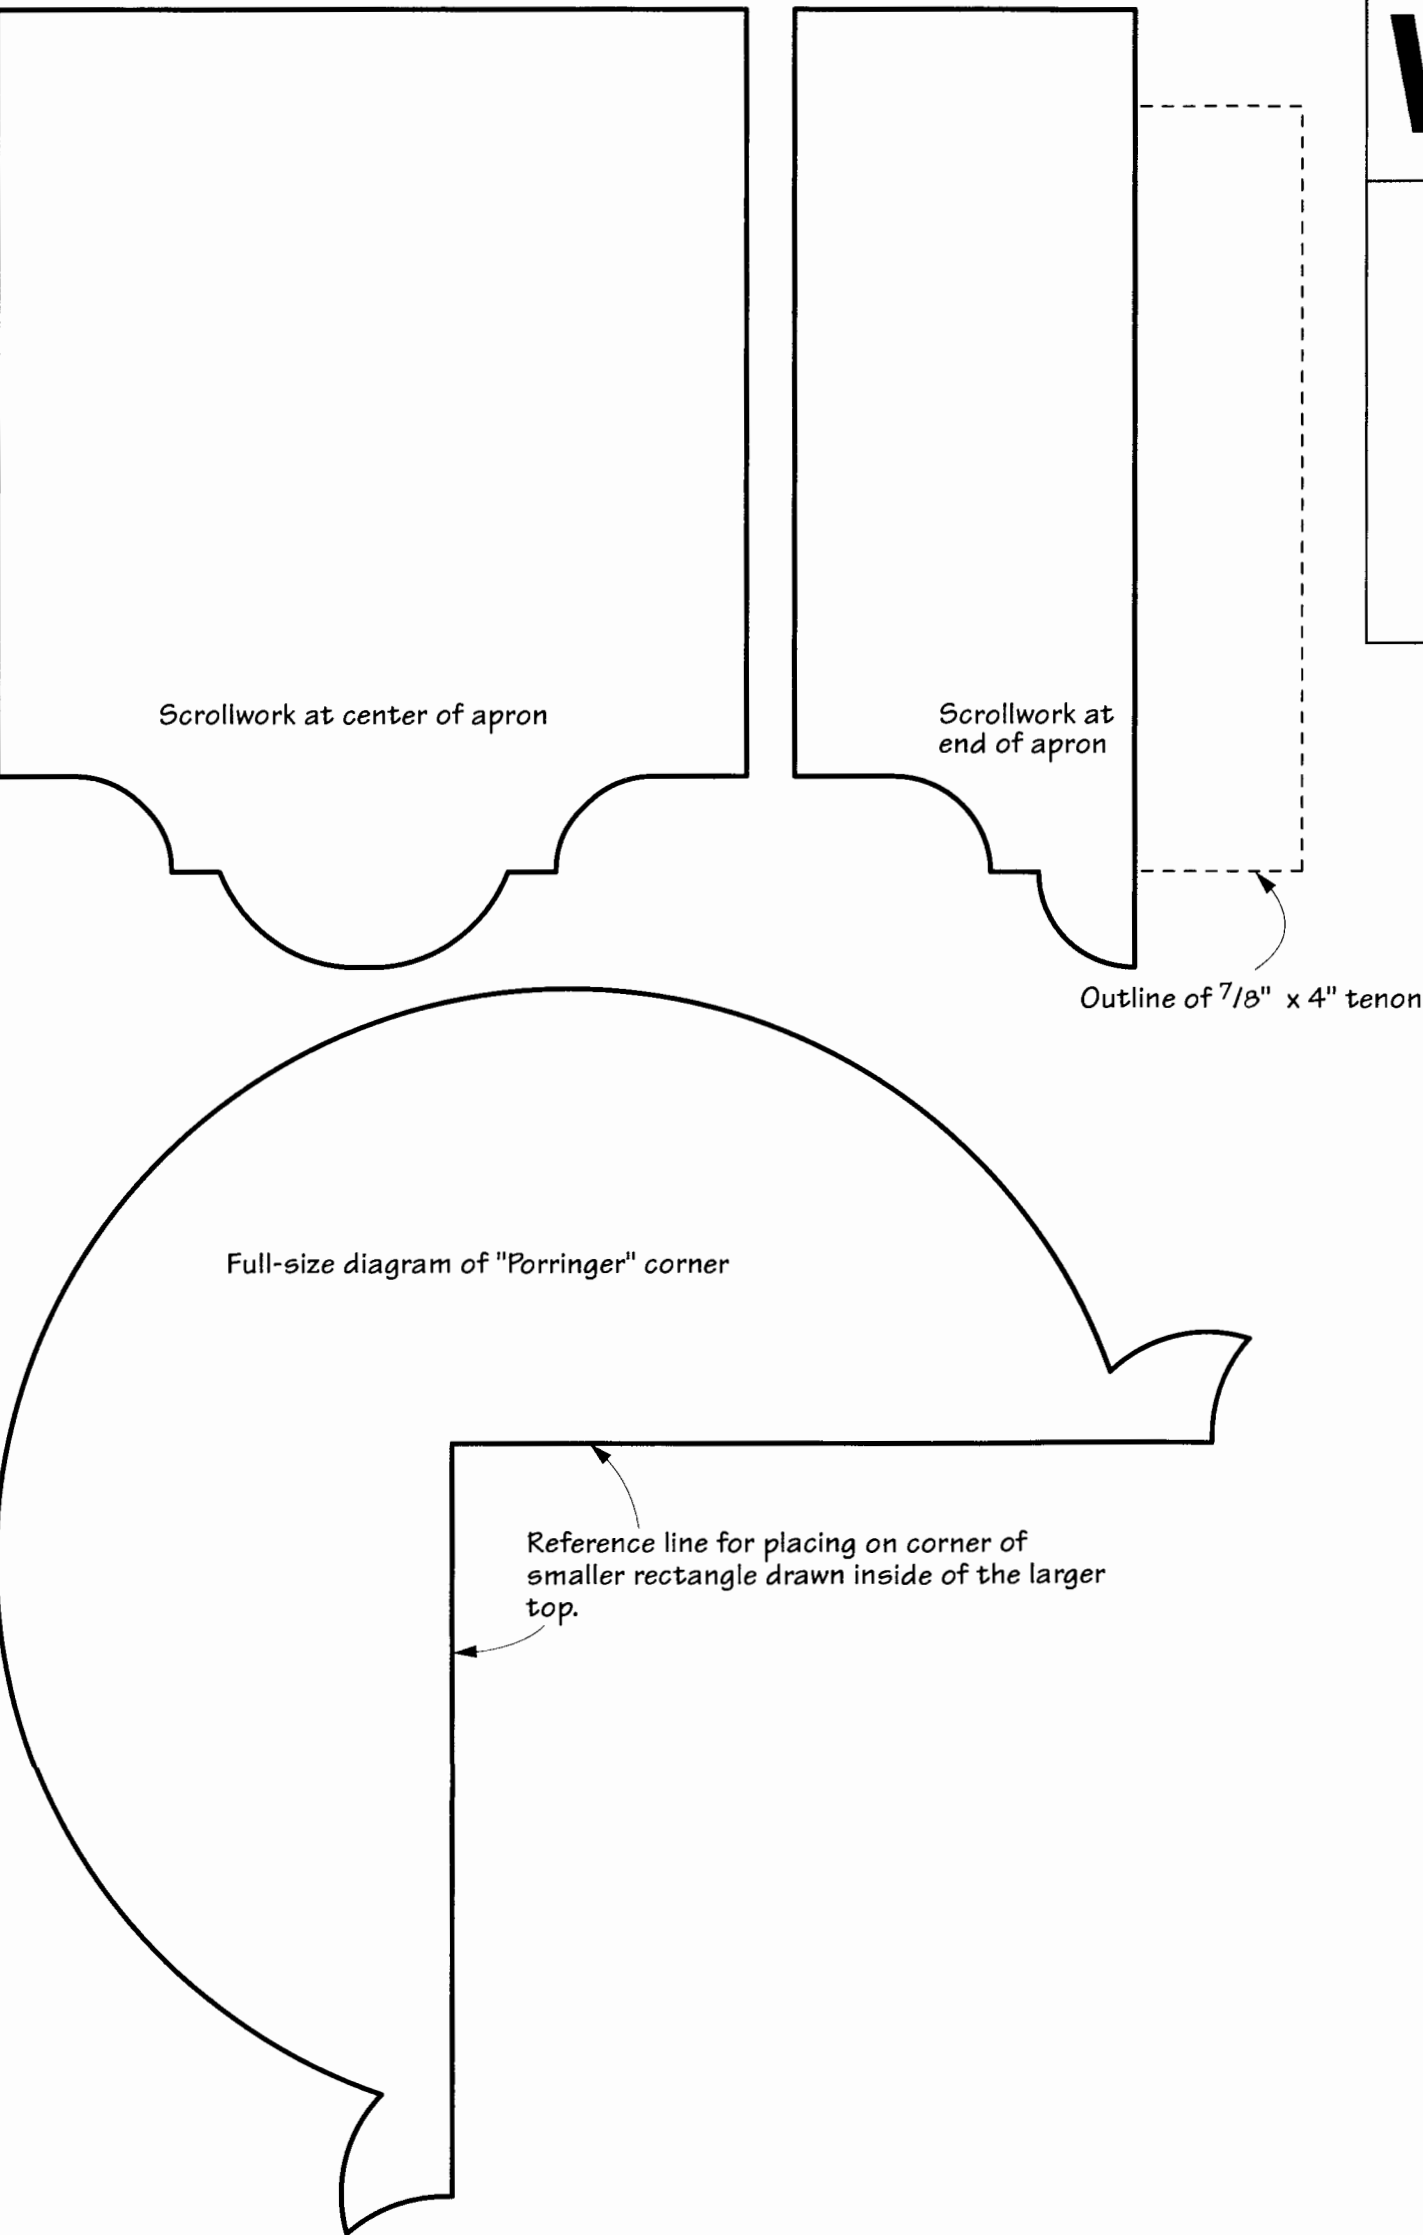 Scrollwork at center of apron
Scrollwork at
end of apron
Outline of 7/8" x 4" tenon
Full-size diagram of "Porringer" corner
Reference line for placing on corner of
smaller rectangle drawn inside of the larger
top.